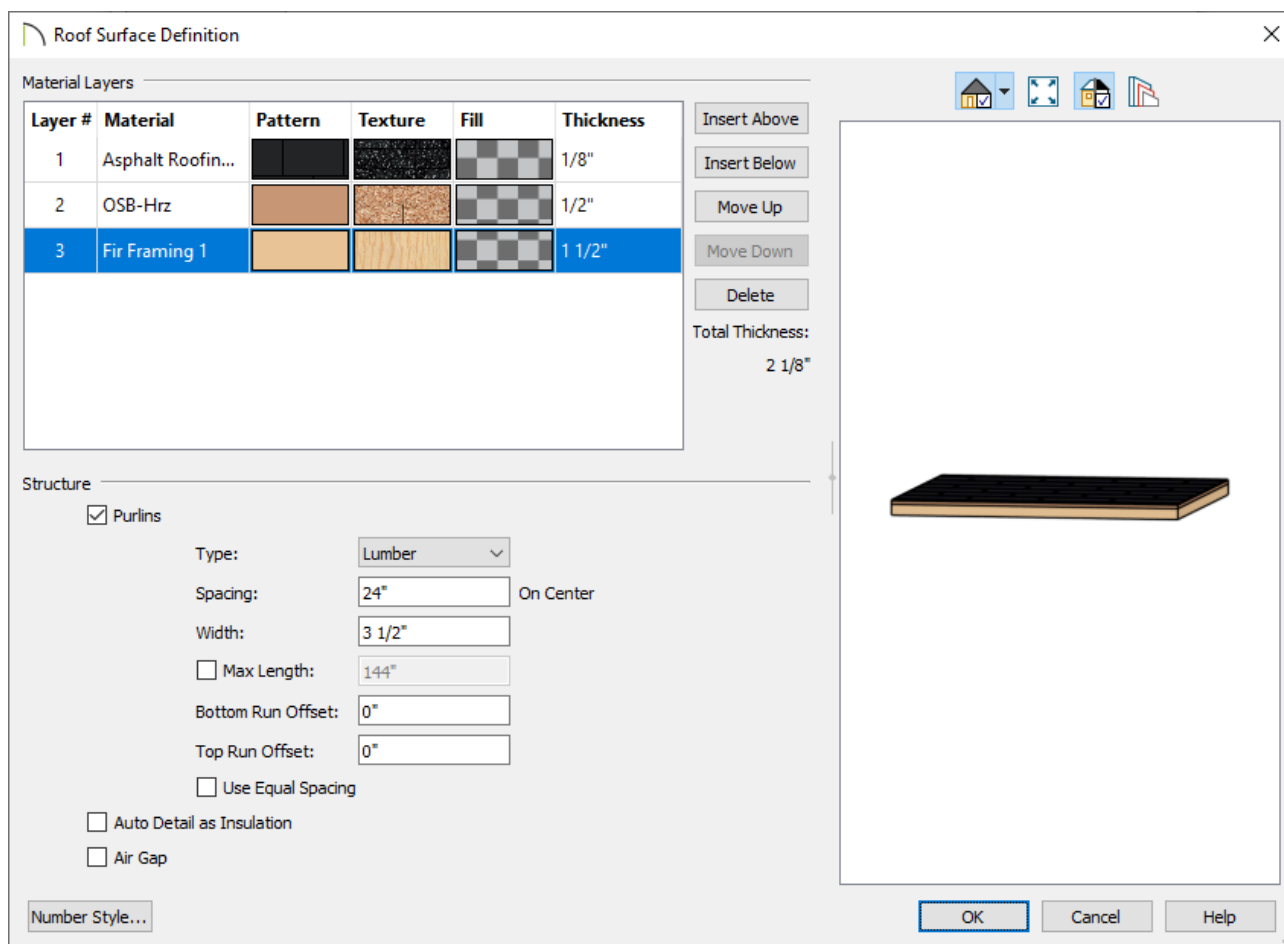 Roof Surface Definition
Material Layers
Layer # Material Pattern Texture Fill Thickness
1 Asphalt Roofin... 1/8"
2 OSB-Hrz 1/2"
3 Fir Framing 1 1 1/2"
Insert Above
Insert Below
Move Up
Move Down
Delete
Total Thickness:
2 1/8"
Structure
Purlins
Type: Lumber
Spacing: 24" On Center
Width: 3 1/2"
Max Length: 144"
Bottom Run Offset: 0"
Top Run Offset: 0"
Use Equal Spacing
Auto Detail as Insulation
Air Gap
Number Style...
OK Cancel Help